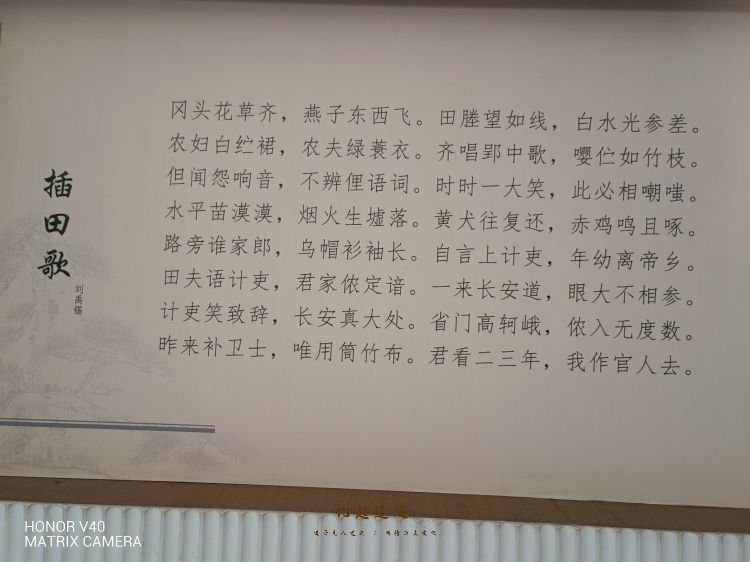 插田歌
刘禹锡
冈头花草齐，燕子东西飞。田塍望如线，白水光参差。
农妇白纻裙，农夫绿蓑衣。齐唱郢中歌，嘤伫如竹枝。
但闻怨响音，不辨俚语词。时时一大笑，此必相嘲嗤。
水平苗漠漠，烟火生墟落。黄犬往复还，赤鸡鸣且啄。
路旁谁家郎，乌帽衫袖长。自言上计吏，年幼离帝乡。
田夫语计吏，君家侬定谙。一来长安道，眼大不相参。
计吏笑致辞，长安真大处。省门高轲峨，侬入无度数。
昨来补卫士，唯用筒竹布。君看二三年，我作官人去。
HONOR V40
MATRIX CAMERA